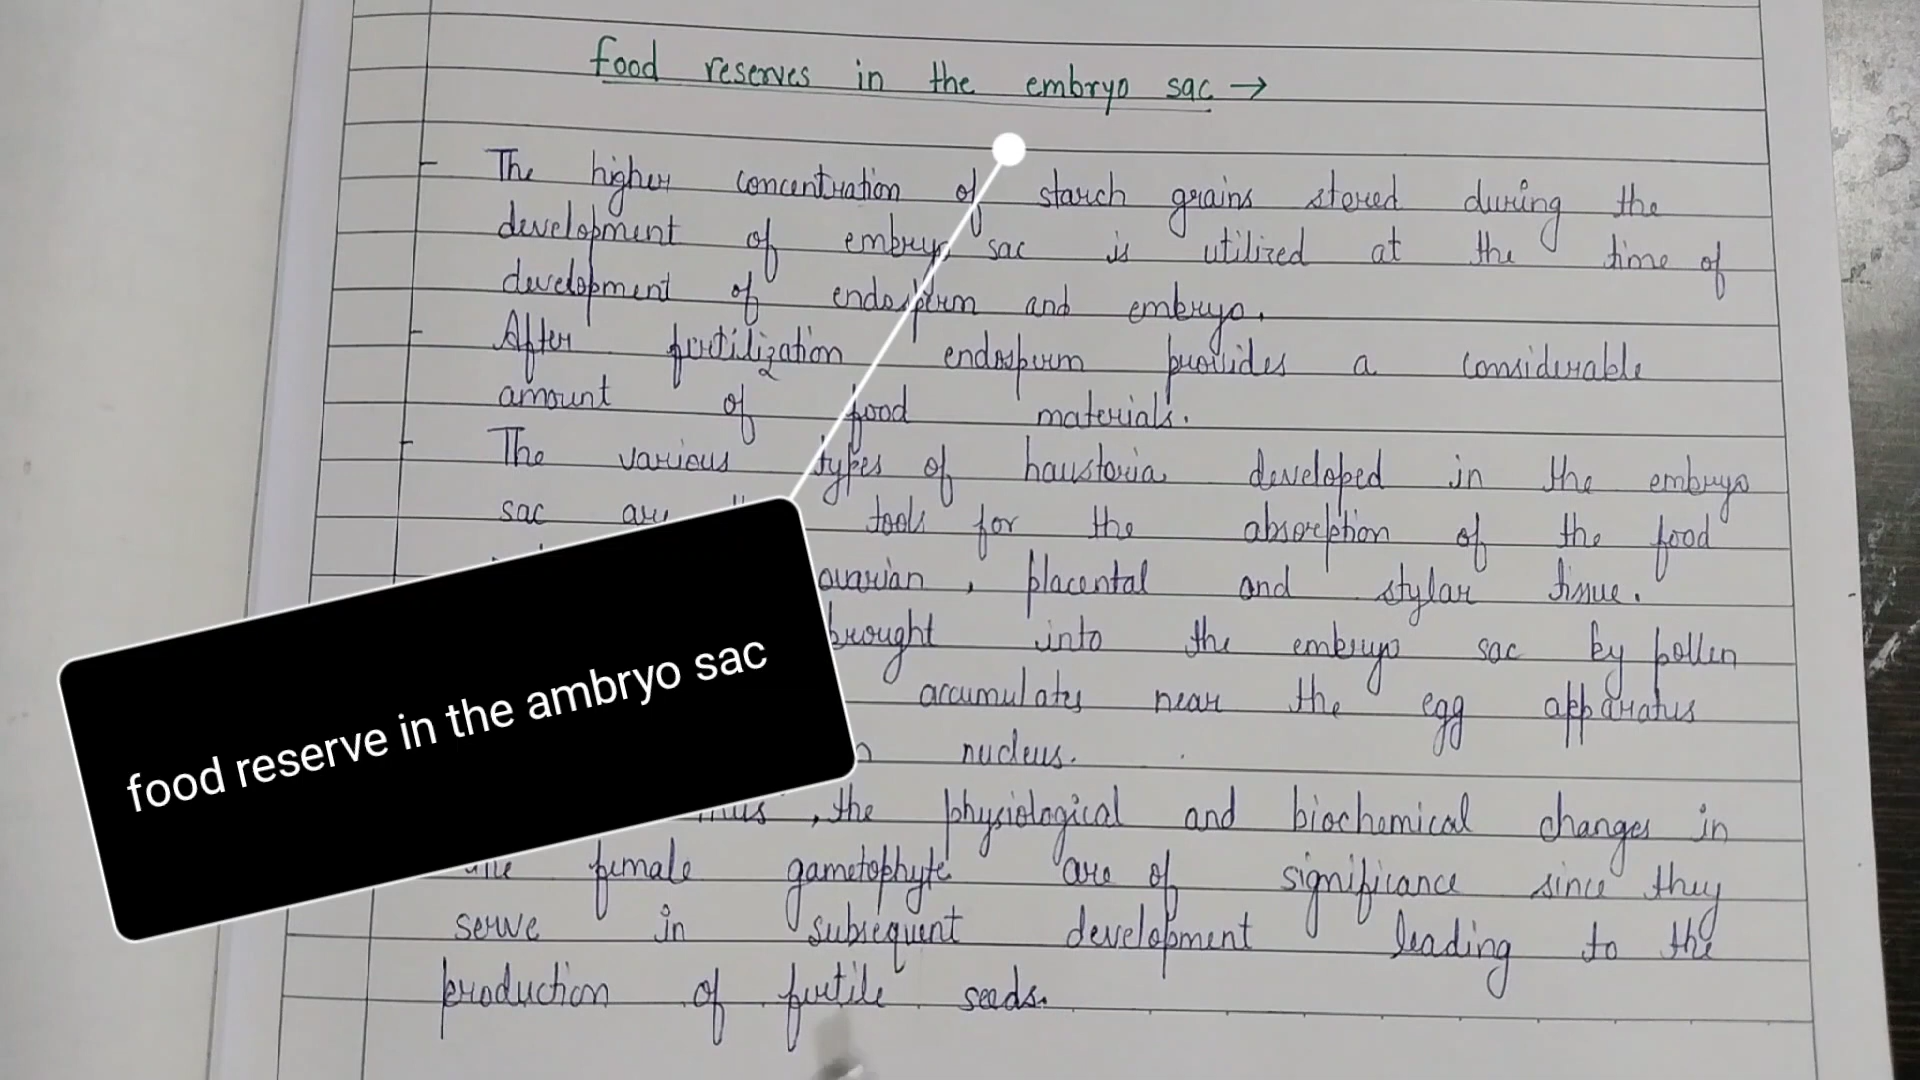 food reserves in the embryo sac →
- The higher concentration of starch grains stored during the
development of embryo sac is utilized at the time of
development of endosperm and embryo.
- After fertilization endosperm provides a considerable
amount of food materials.
- The various types of haustoria developed in the embryo
sac are tools for the absorption of the food
ovarian, placental and stylar tissue.
brought into the embryo sac by pollen
accumulates near the egg apparatus
nucleus.
, the physiological and biochemical changes in
female gametophyte are of significance since they
serve in subsequent development leading to the
production of fertile seeds.
food reserve in the ambryo sac